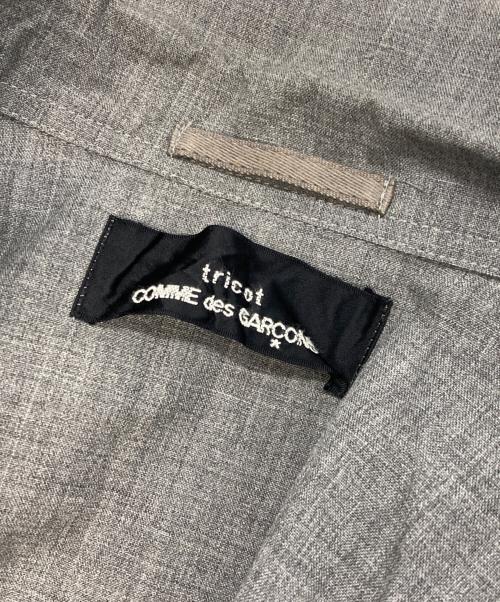 tricot
COMME des GARCONS
*